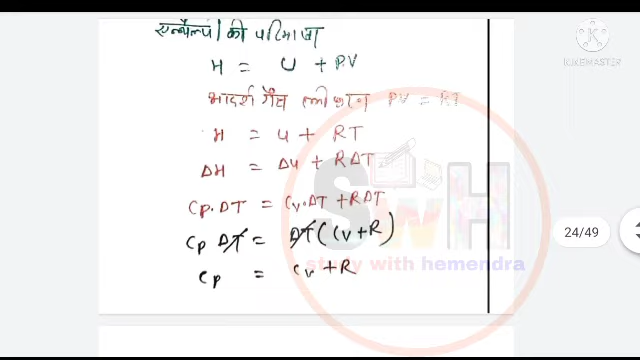 एन्थैल्पी की परिभाषा
H = U + PV
आदर्श गैस समीकरण PV = RT
H = U + RT
ΔH = ΔU + RΔT
Cp.ΔT = Cv.ΔT + RΔT
Cp ΔT = ΔT (Cv + R)
Cp = Cv + R
SWH
study with hemendra
24/49
KINEMASTER